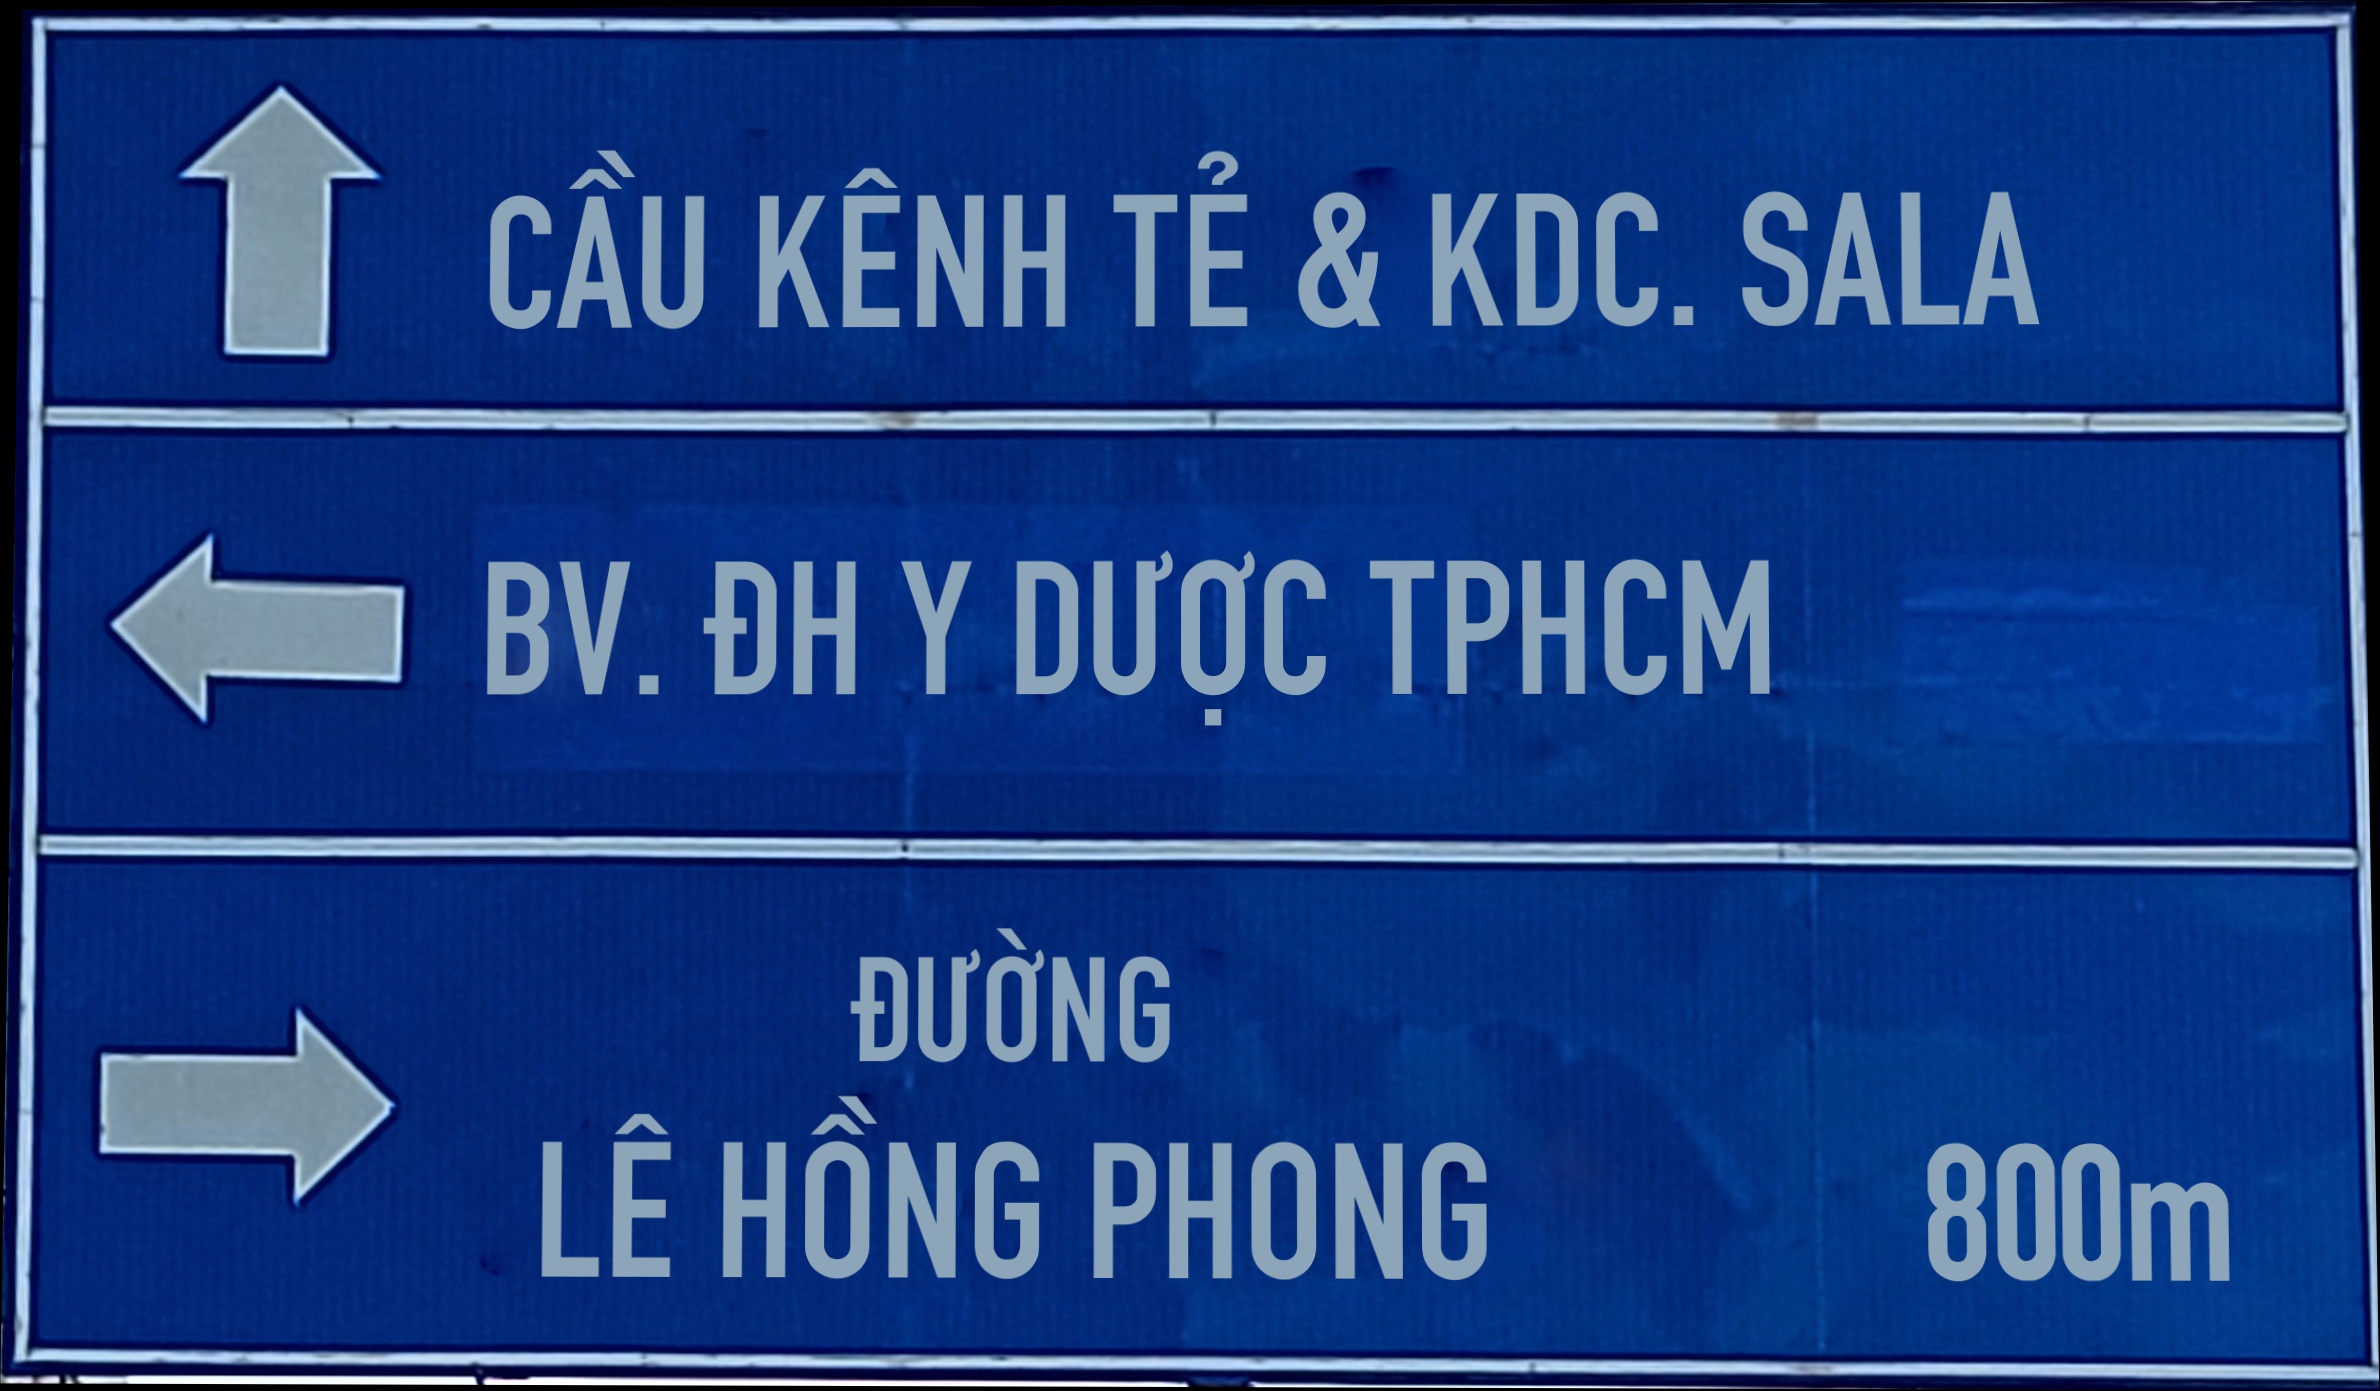 CẦU KÊNH TẺ & KDC. SALA
BV. ĐH Y DƯỢC TPHCM
ĐƯỜNG
LÊ HỒNG PHONG 800m